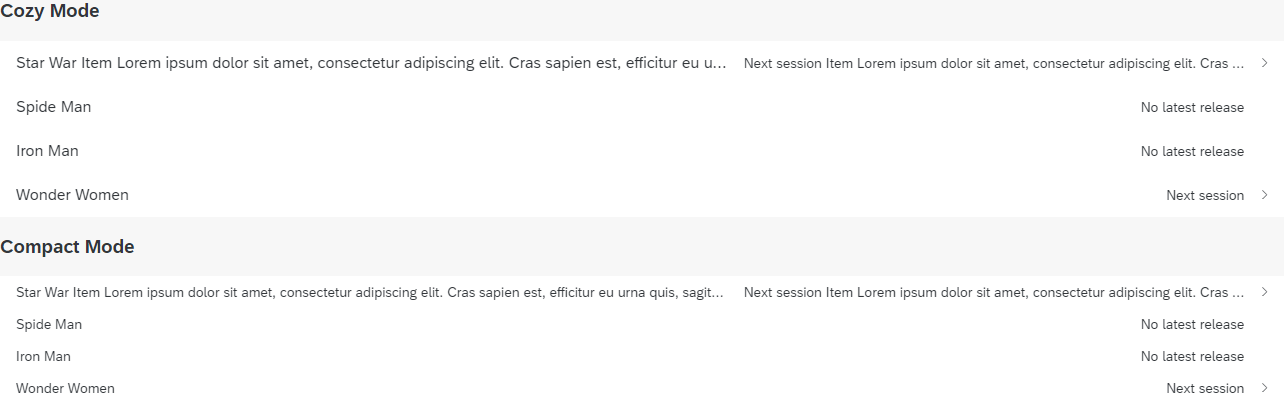 Cozy Mode
Star War Item Lorem ipsum dolor sit amet, consectetur adipiscing elit. Cras sapien est, efficitur eu u... Next session Item Lorem ipsum dolor sit amet, consectetur adipiscing elit. Cras ...
Spide Man No latest release
Iron Man No latest release
Wonder Women Next session
Compact Mode
Star War Item Lorem ipsum dolor sit amet, consectetur adipiscing elit. Cras sapien est, efficitur eu urna quis, sagit... Next session Item Lorem ipsum dolor sit amet, consectetur adipiscing elit. Cras ...
Spide Man No latest release
Iron Man No latest release
Wonder Women Next session